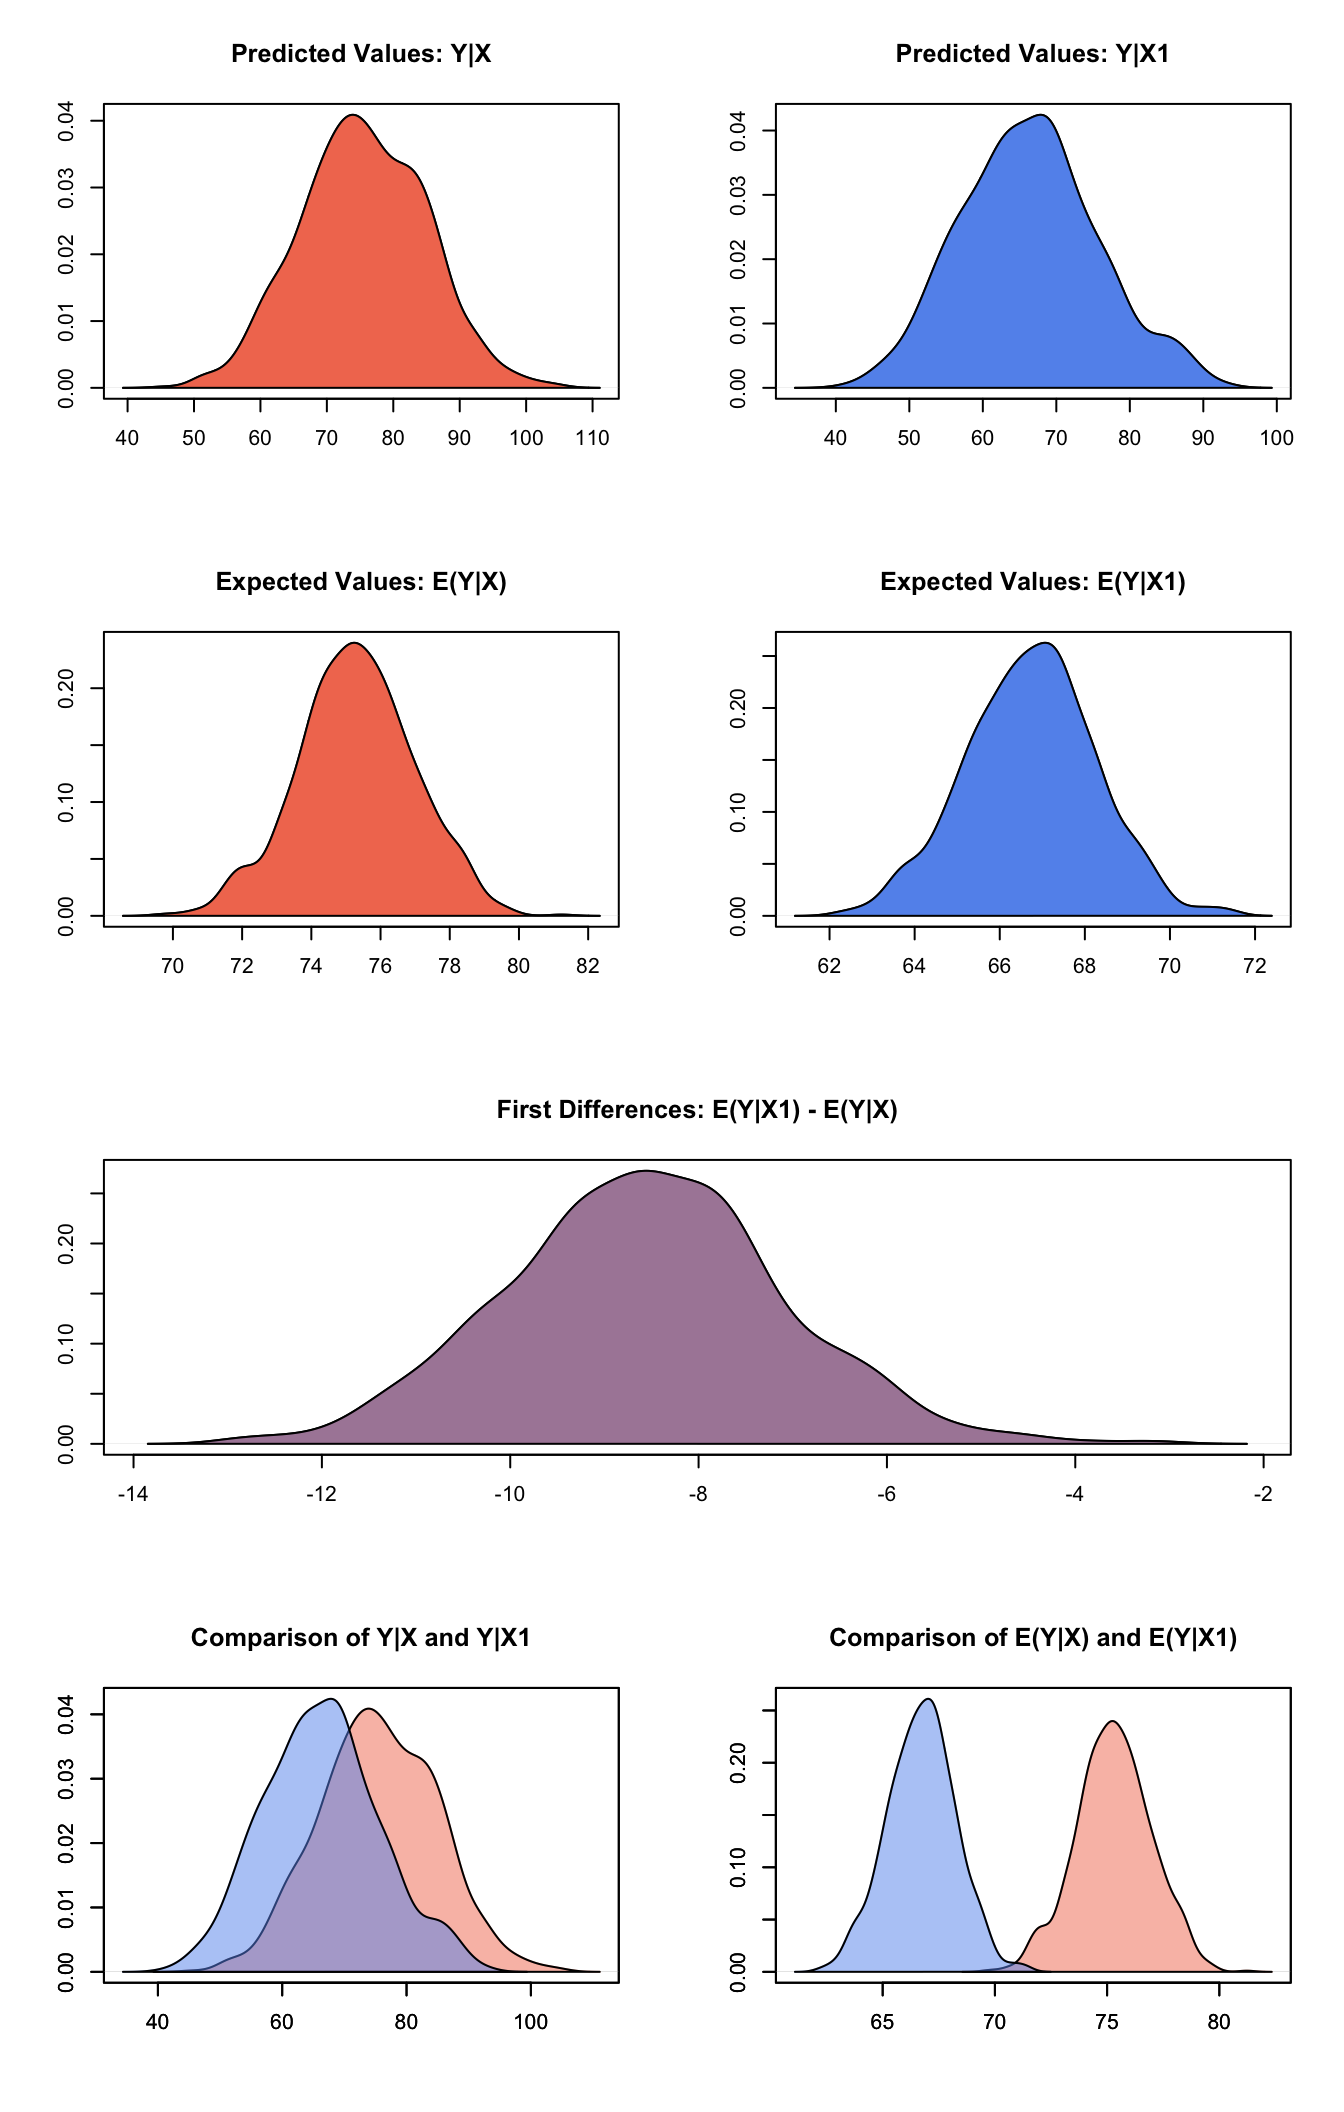 Predicted Values: Y|X
0.00 0.01 0.02 0.03 0.04
40 50 60 70 80 90 100 110
Predicted Values: Y|X1
0.00 0.01 0.02 0.03 0.04
40 50 60 70 80 90 100
Expected Values: E(Y|X)
0.00 0.10 0.20
70 72 74 76 78 80 82
Expected Values: E(Y|X1)
0.00 0.10 0.20
62 64 66 68 70 72
First Differences: E(Y|X1) - E(Y|X)
0.00 0.10 0.20
-14 -12 -10 -8 -6 -4 -2
Comparison of Y|X and Y|X1
0.00 0.01 0.02 0.03 0.04
40 60 80 100
Comparison of E(Y|X) and E(Y|X1)
0.00 0.10 0.20
65 70 75 80